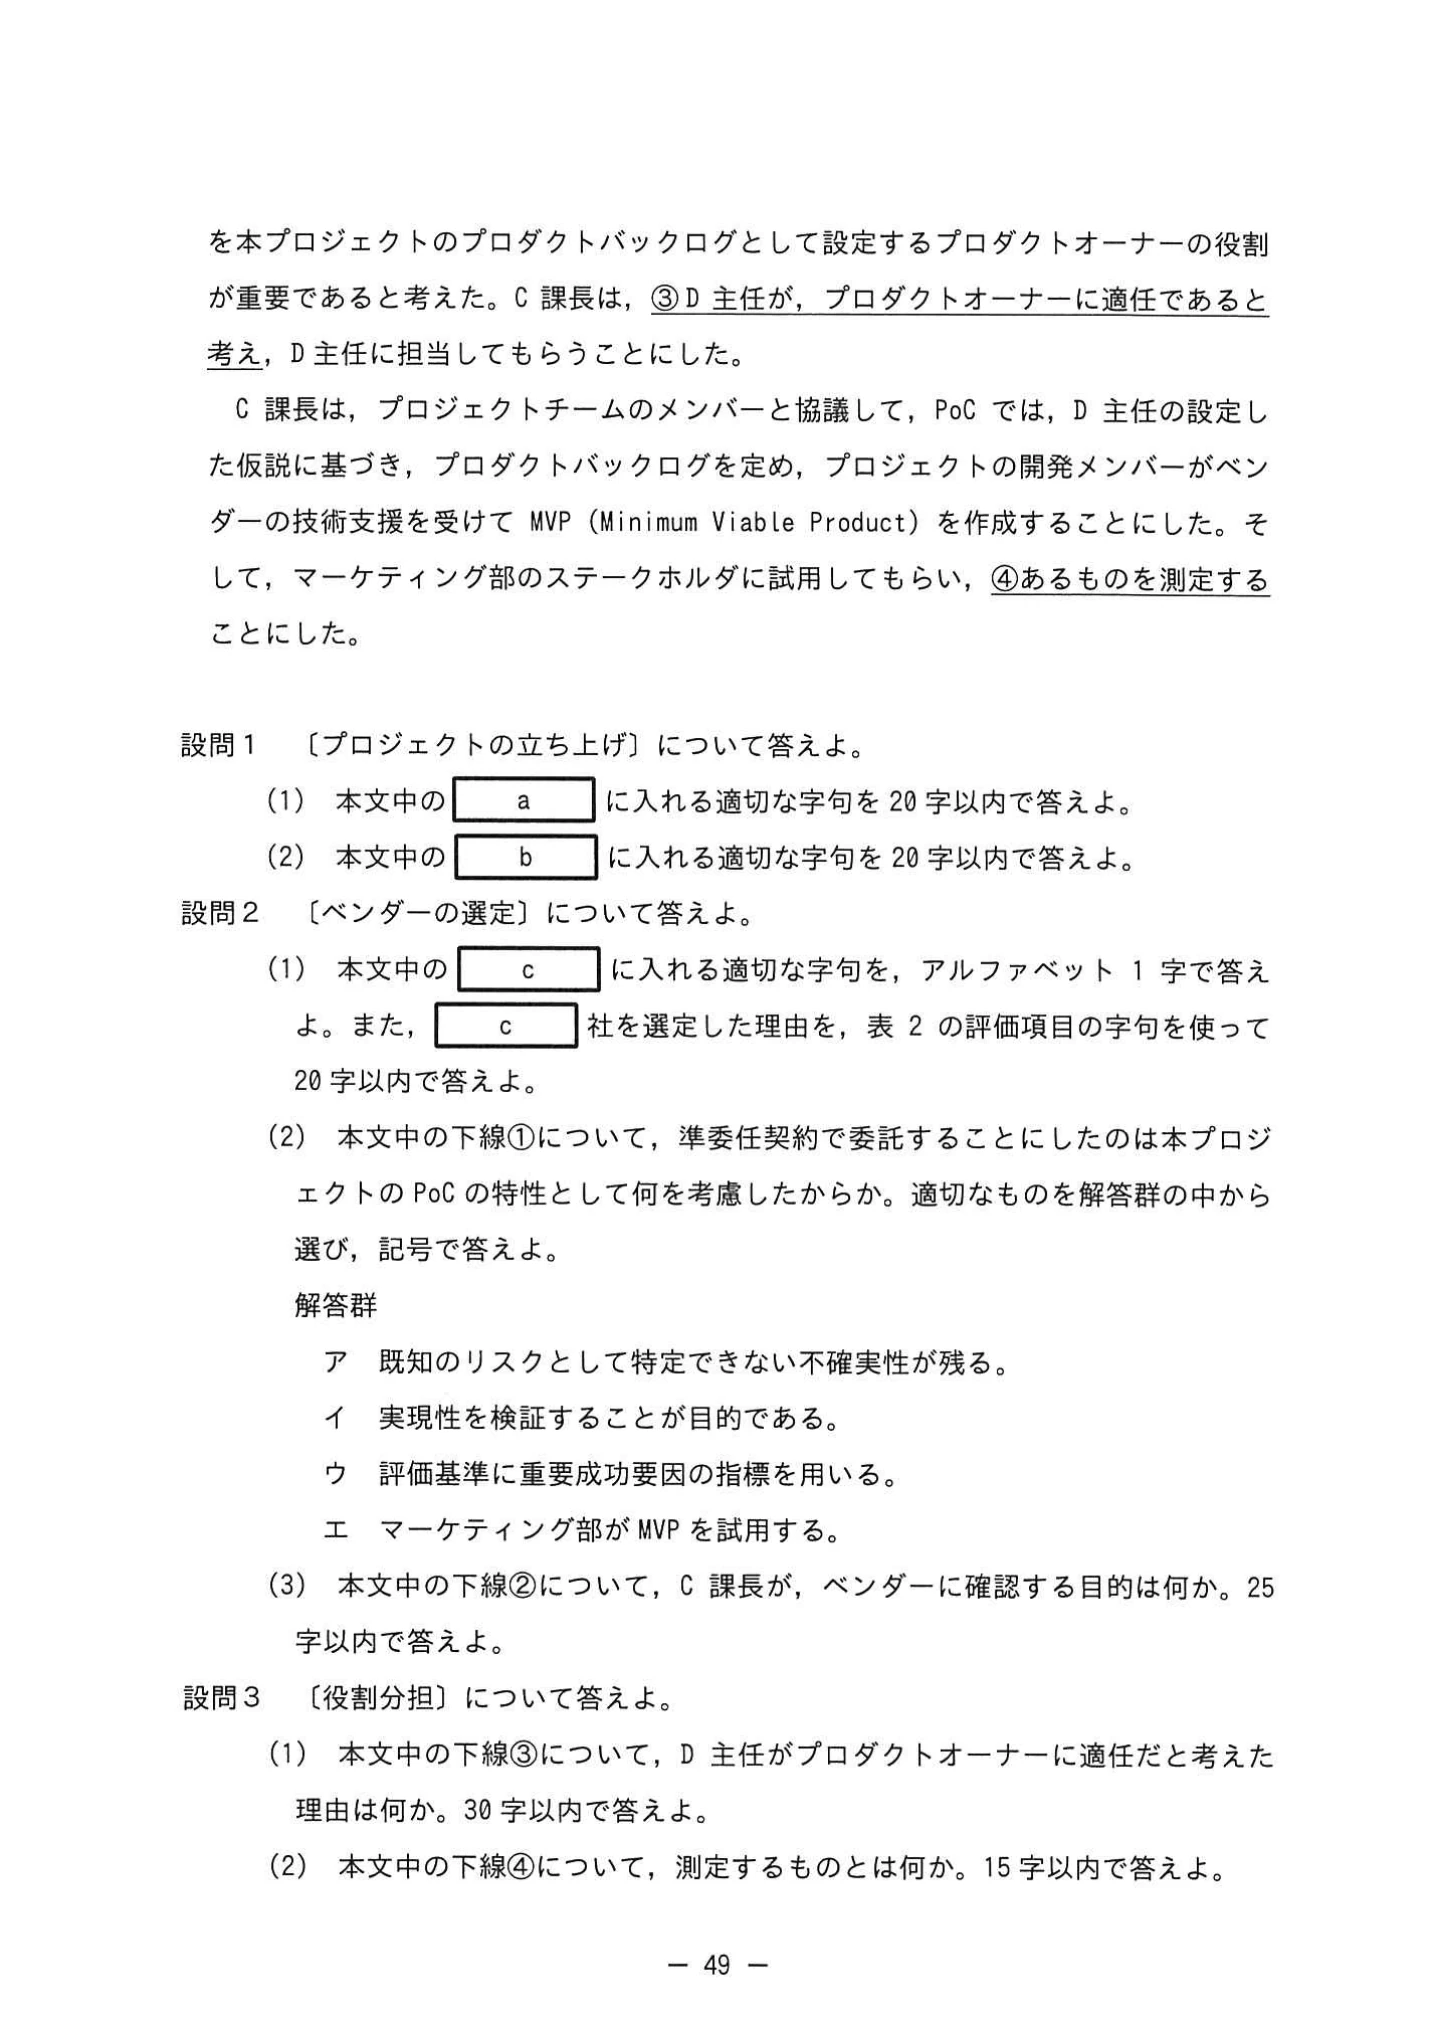 を本プロジェクトのプロダクトバックログとして設定するプロダクトオーナーの役割
が重要であると考えた。C 課長は，③D 主任が，プロダクトオーナーに適任であると
考え，D 主任に担当してもらうことにした。
C 課長は，プロジェクトチームのメンバーと協議して，PoC では，D 主任の設定し
た仮説に基づき，プロダクトバックログを定め，プロジェクトの開発メンバーがベン
ダーの技術支援を受けて MVP（Minimum Viable Product）を作成することにした。そ
して，マーケティング部のステークホルダに試用してもらい，④あるものを測定する
ことにした。
設問１ 〔プロジェクトの立ち上げ〕について答えよ。
(1) 本文中の a に入れる適切な字句を 20 字以内で答えよ。
(2) 本文中の b に入れる適切な字句を 20 字以内で答えよ。
設問２ 〔ベンダーの選定〕について答えよ。
(1) 本文中の c に入れる適切な字句を，アルファベット 1 字で答え
よ。また， c 社を選定した理由を，表 2 の評価項目の字句を使って
20 字以内で答えよ。
(2) 本文中の下線①について，準委任契約で委託することにしたのは本プロジ
ェクトの PoC の特性として何を考慮したからか。適切なものを解答群の中から
選び，記号で答えよ。
解答群
ア 既知のリスクとして特定できない不確実性が残る。
イ 実現性を検証することが目的である。
ウ 評価基準に重要成功要因の指標を用いる。
エ マーケティング部が MVP を試用する。
(3) 本文中の下線②について，C 課長が，ベンダーに確認する目的は何か。25
字以内で答えよ。
設問３ 〔役割分担〕について答えよ。
(1) 本文中の下線③について，D 主任がプロダクトオーナーに適任だと考えた
理由は何か。30 字以内で答えよ。
(2) 本文中の下線④について，測定するものとは何か。15 字以内で答えよ。
－ 49 －